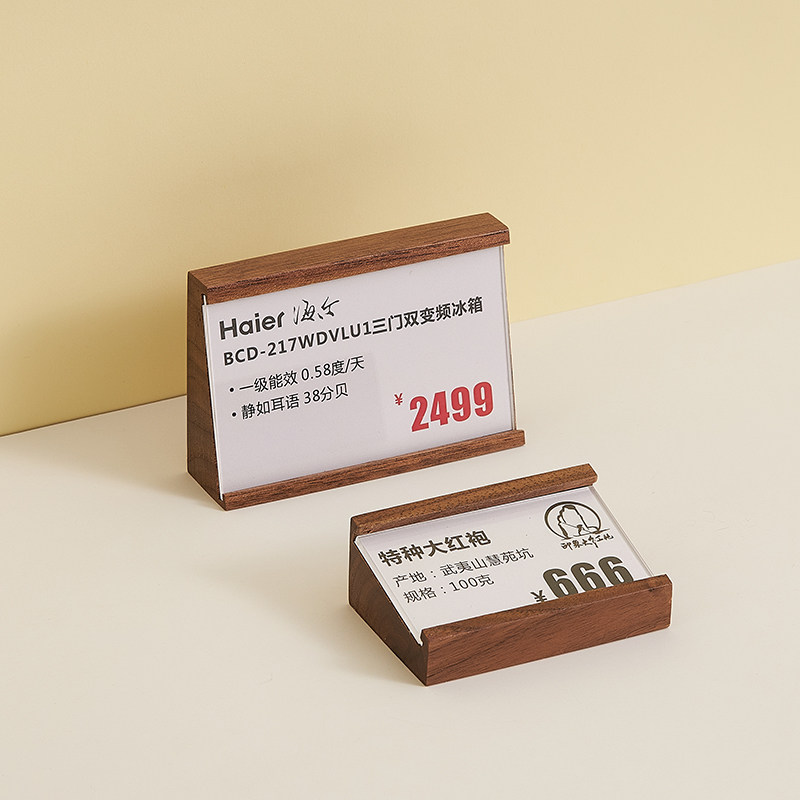 Haier 海尔
BCD-217WDVLU1三门双变频冰箱
• 一级能效 0.58度/天
• 静如耳语 38分贝
¥2499
特种大红袍
产地：武夷山慧苑坑
规格：100克
¥666